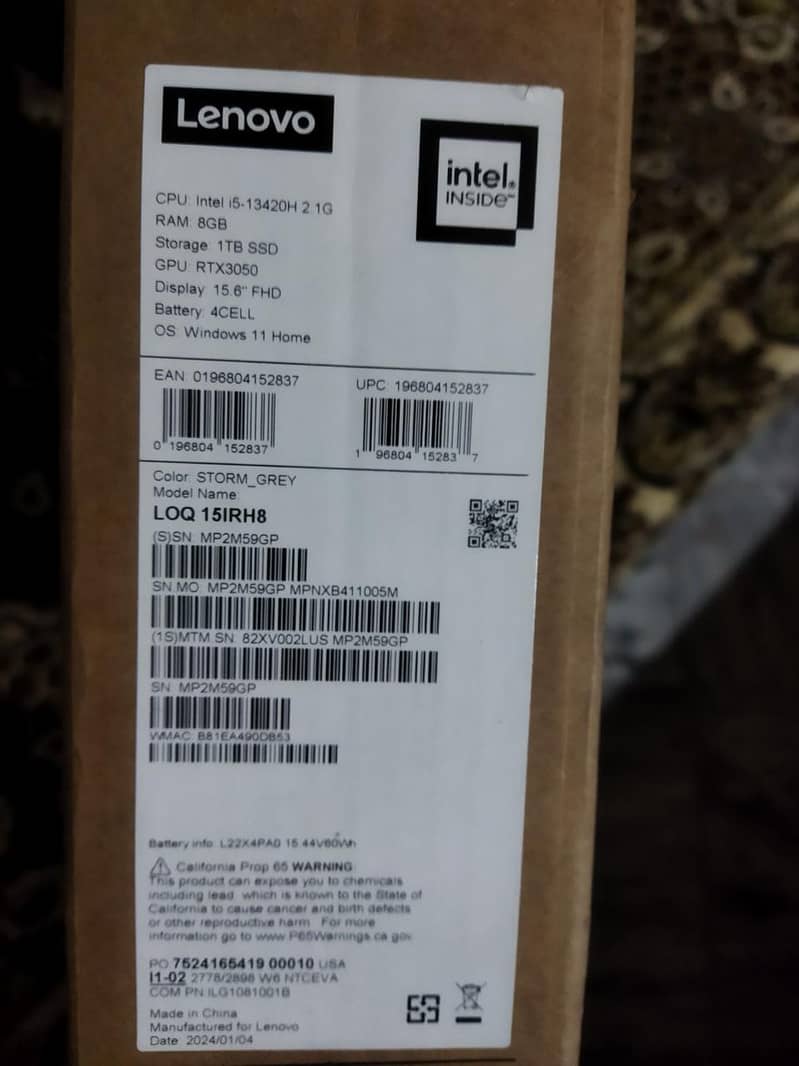 Lenovo
intel.
INSIDE™
CPU: Intel i5-13420H 2.1G
RAM: 8GB
Storage: 1TB SSD
GPU: RTX3050
Display: 15.6" FHD
Battery: 4CELL
OS: Windows 11 Home
EAN: 0196804152837
UPC: 196804152837
0 196804 152837
1 96804 15283 7
Color: STORM_GREY
Model Name:
LOQ 15IRH8
(S)SN: MP2M59GP
SN.MO: MP2M59GP MPNXB411005M
(1S)MTM SN: 82XV002LUS MP2M59GP
SN: MP2M59GP
WMAC: B81EA490DB53
Battery info: L22X4PA0 15.44V60Wh
California Prop 65 WARNING:
This product can expose you to chemicals
including lead, which is known to the State of
California to cause cancer and birth defects
or other reproductive harm. For more
information go to www.P65Warnings.ca.gov
PO 7524165419 00010 USA
I1-02 2778/2898 W6 NTCEVA
COM PN:ILG1081001B
Made in China
Manufactured for Lenovo
Date: 2024/01/04